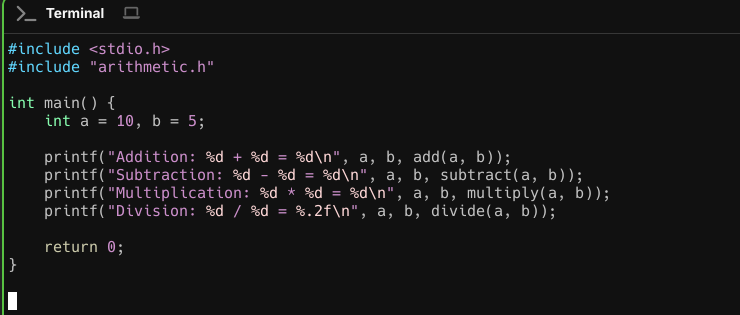 Terminal
#include <stdio.h>
#include "arithmetic.h"
int main() {
    int a = 10, b = 5;
    printf("Addition: %d + %d = %d\n", a, b, add(a, b));
    printf("Subtraction: %d - %d = %d\n", a, b, subtract(a, b));
    printf("Multiplication: %d * %d = %d\n", a, b, multiply(a, b));
    printf("Division: %d / %d = %.2f\n", a, b, divide(a, b));
    return 0;
}